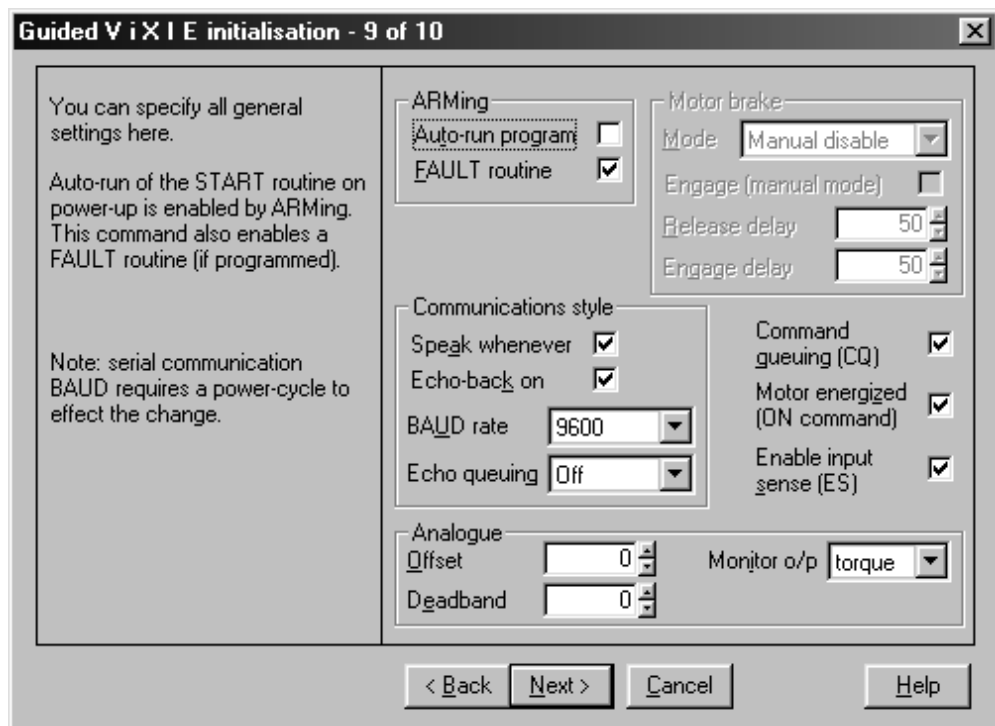 Guided V i X I E initialisation - 9 of 10
You can specify all general
settings here.
Auto-run of the START routine on
power-up is enabled by ARMing.
This command also enables a
FAULT routine (if programmed).
Note: serial communication
BAUD requires a power-cycle to
effect the change.
ARMing
Auto-run program
FAULT routine
Motor brake
Mode Manual disable
Engage (manual mode)
Release delay 50
Engage delay 50
Communications style
Speak whenever
Echo-back on
BAUD rate 9600
Echo queuing Off
Command
queuing (CQ)
Motor energized
(ON command)
Enable input
sense (ES)
Analogue
Offset 0
Deadband 0
Monitor o/p torque
< Back
Next >
Cancel
Help